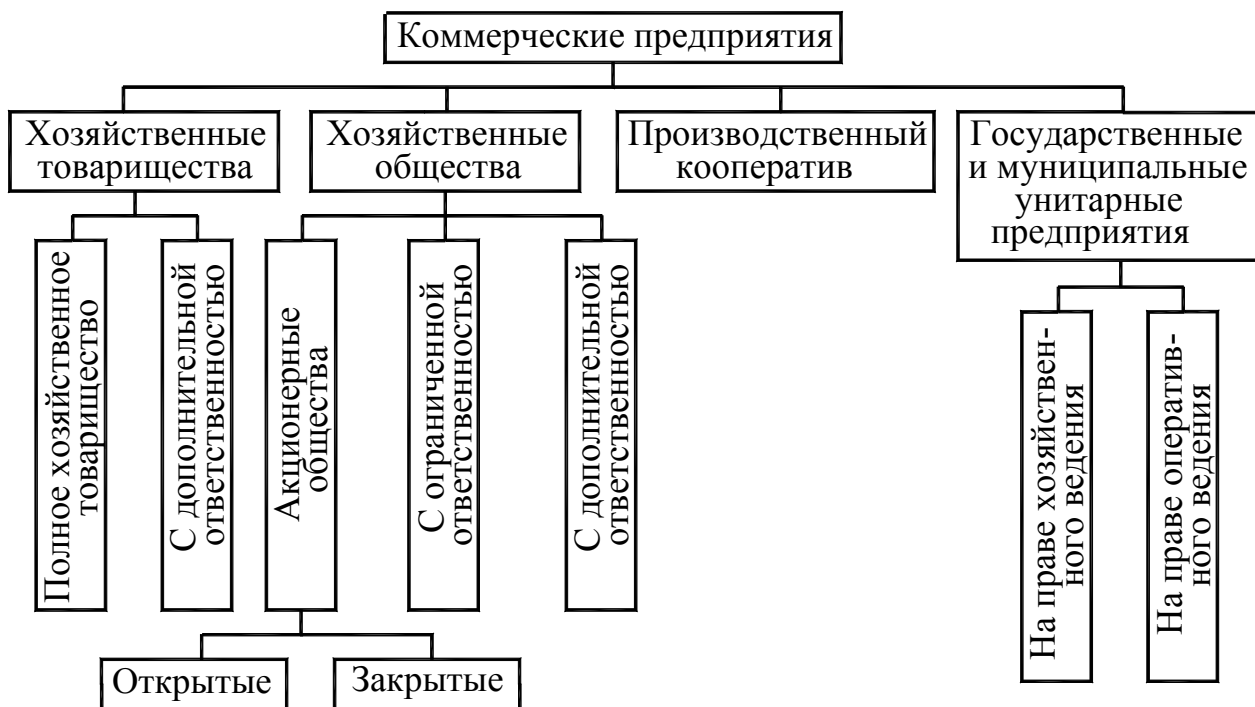 Коммерческие предприятия
Хозяйственные
товарищества
Хозяйственные
общества
Производственный
кооператив
Государственные
и муниципальные
унитарные
предприятия
Полное хозяйственное
товарищество
С дополнительной
ответственностью
Акционерные
общества
С ограниченной
ответственностью
С дополнительной
ответственностью
На праве хозяйствен-
ного ведения
На праве оператив-
ного ведения
Открытые
Закрытые